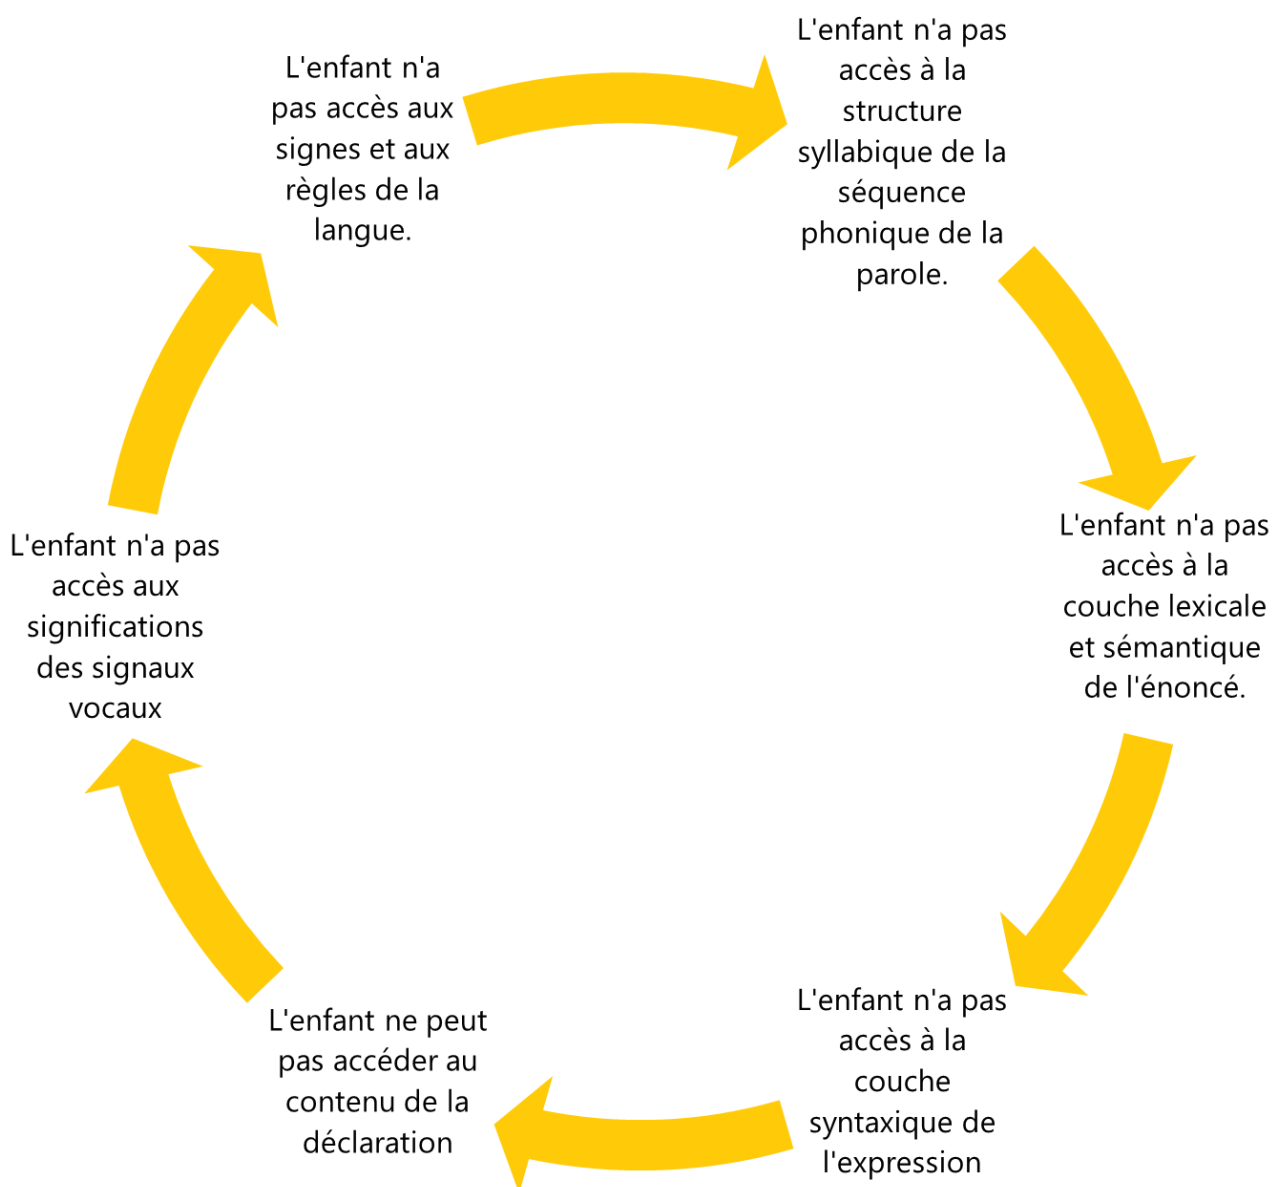 L'enfant n'a
pas accès aux
signes et aux
règles de la
langue.
L'enfant n'a pas
accès à la
structure
syllabique de la
séquence
phonique de la
parole.
L'enfant n'a pas
accès à la
couche lexicale
et sémantique
de l'énoncé.
L'enfant n'a pas
accès à la
couche
syntaxique de
l'expression
L'enfant ne peut
pas accéder au
contenu de la
déclaration
L'enfant n'a pas
accès aux
significations
des signaux
vocaux